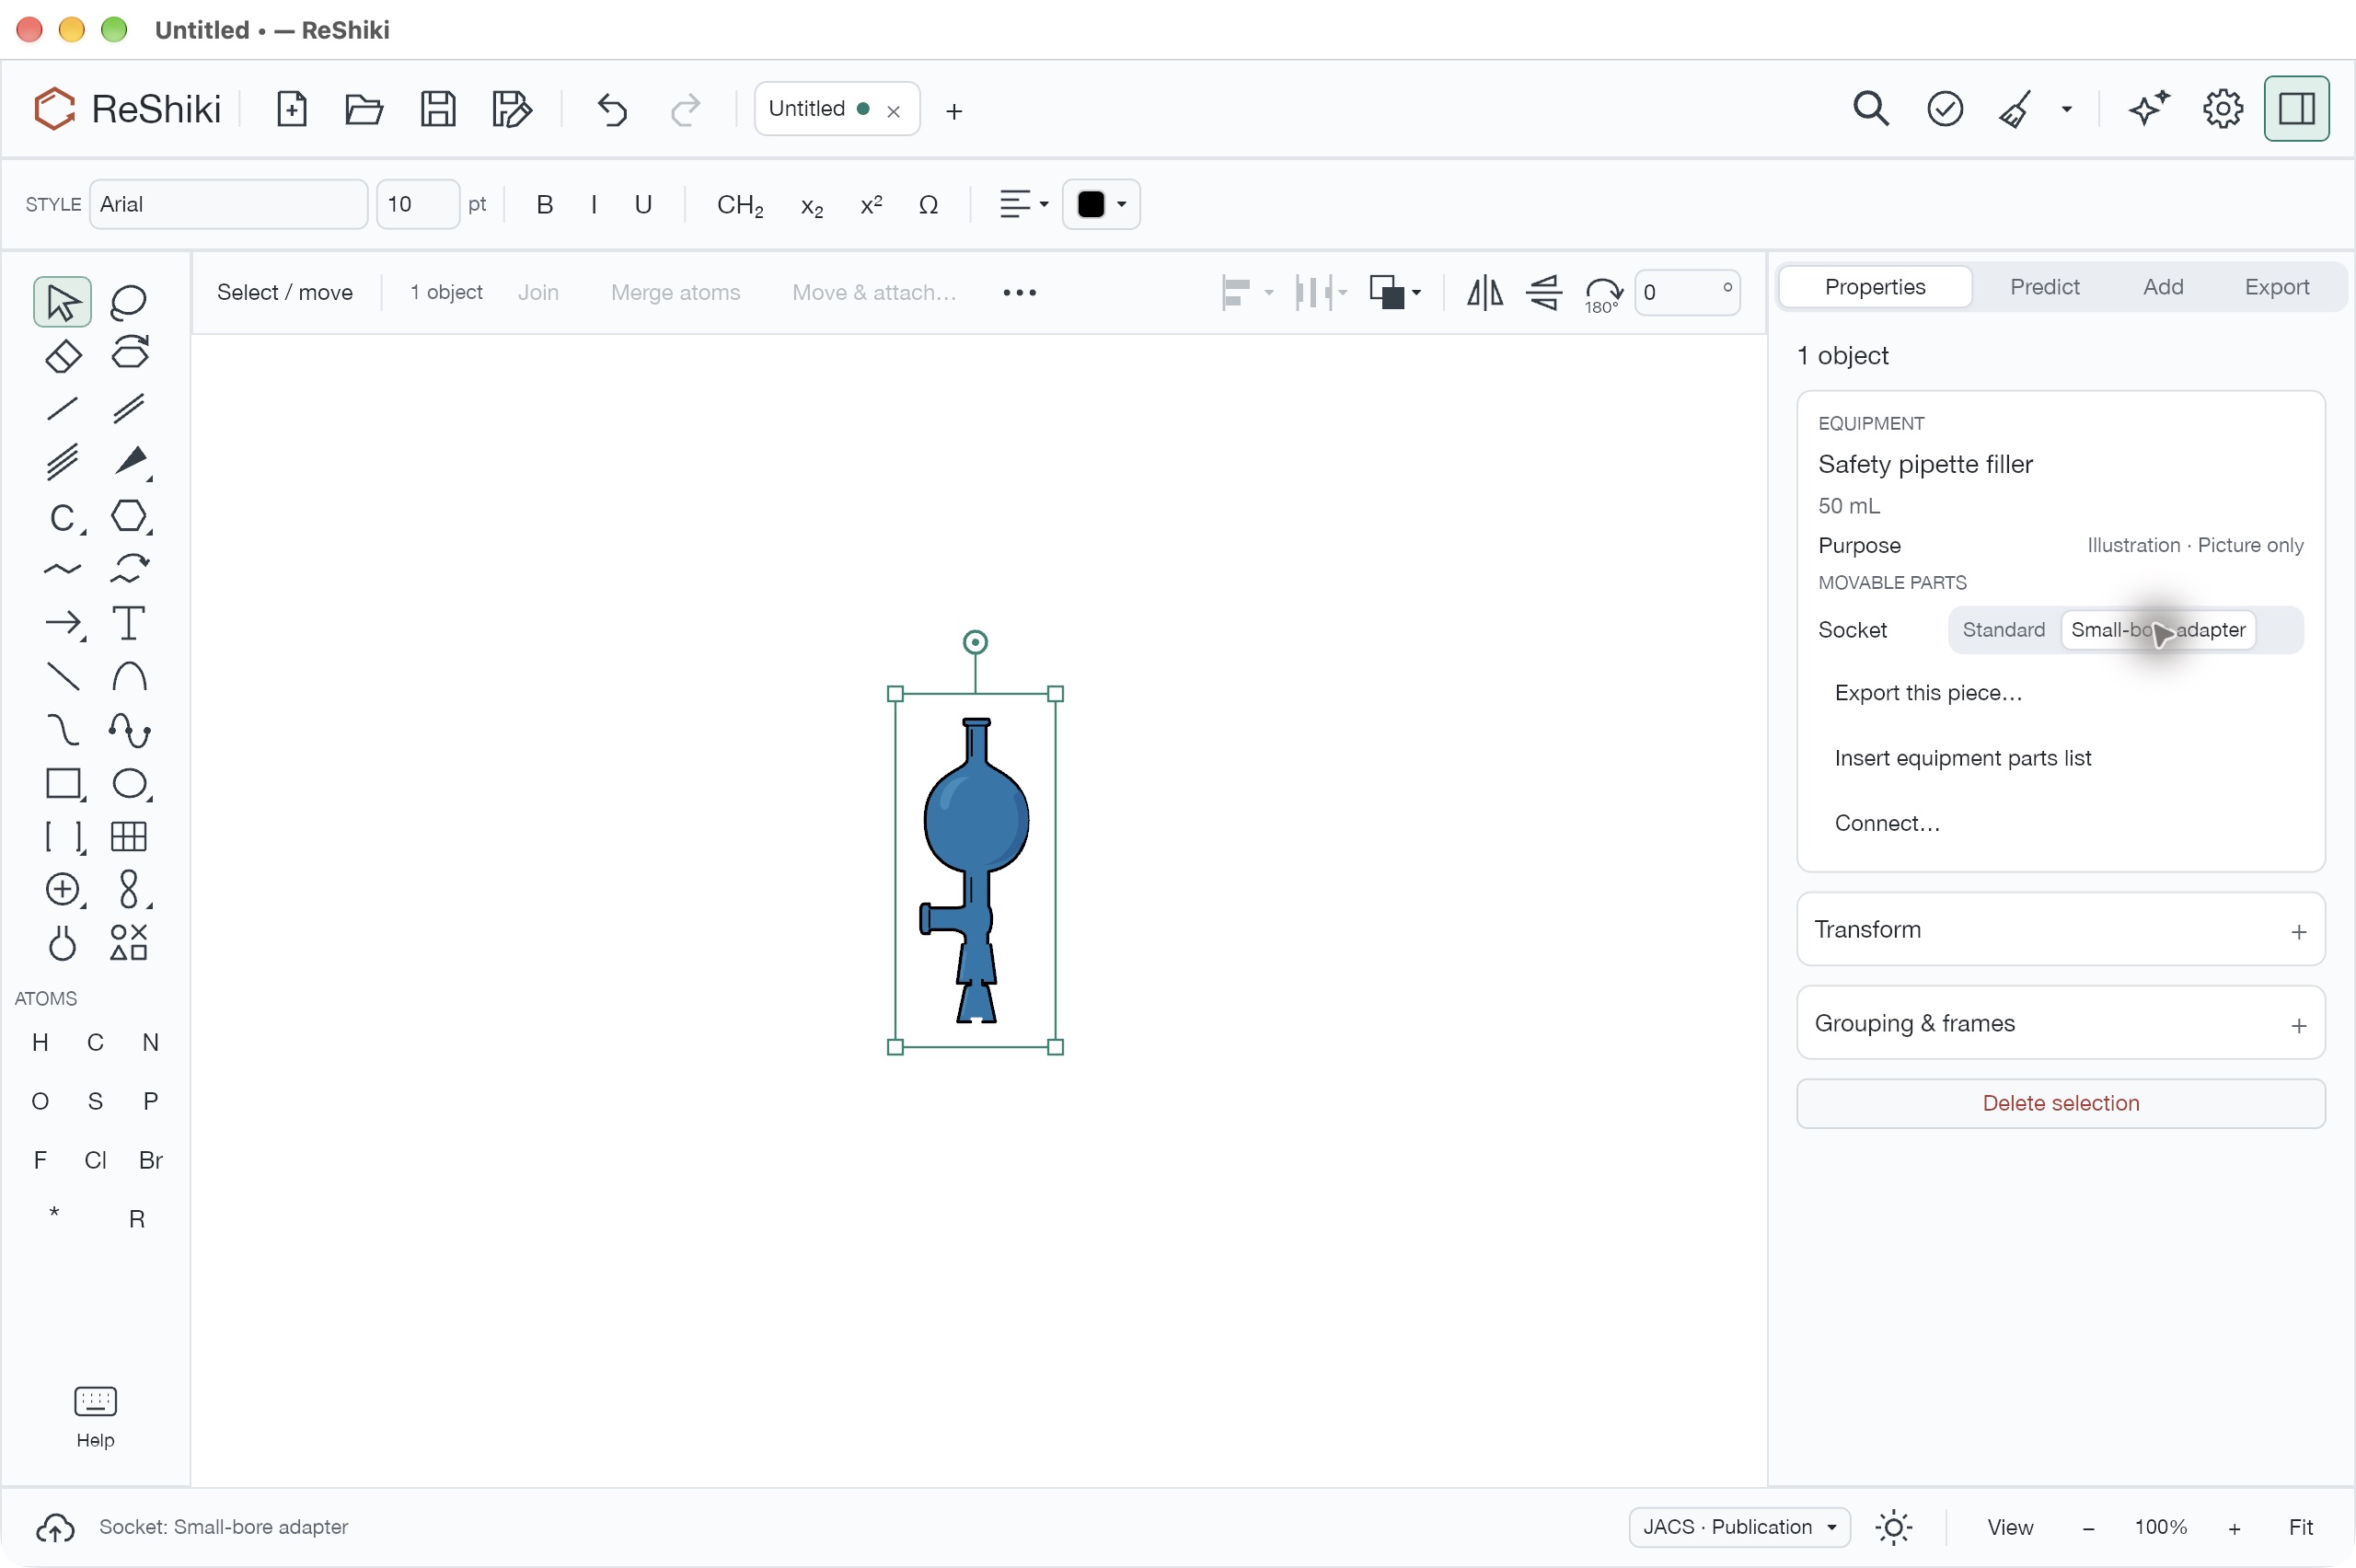 Untitled • — ReShiki
ReShiki
Untitled
STYLE Arial 10 pt B I U CH₂ x₂ x² Ω
Select / move 1 object Join Merge atoms Move & attach... 180° 0 °
Properties Predict Add Export
1 object
EQUIPMENT
Safety pipette filler
50 mL
Purpose Illustration · Picture only
MOVABLE PARTS
Socket Standard Small-bore adapter
Export this piece...
Insert equipment parts list
Connect...
Transform +
Grouping & frames +
Delete selection
C
T
ATOMS
H C N
O S P
F Cl Br
* R
Help
Socket: Small-bore adapter
JACS · Publication View − 100% + Fit